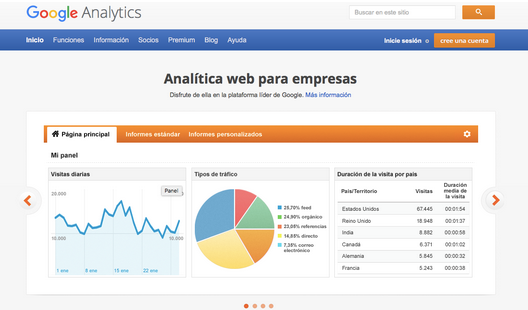 Google Analytics
Buscar en este sitio
Inicio Funciones Información Socios Premium Blog Ayuda
Inicie sesión o cree una cuenta
Analítica web para empresas
Disfrute de ella en la plataforma líder de Google. Más información
Página principal Informes estándar Informes personalizados
Mi panel
Visitas diarias
Panel
20.000
10.000 10.000
1 ene 8 ene 15 ene 22 ene
Tipos de tráfico
25,70% feed
24,90% orgánico
23,08% referencias
14,85% directo
7,38% correo
electrónico
Duración de la visita por país
País/Territorio Visitas Duración
media de
la visita
Estados Unidos 67.445 00:01:54
Reino Unido 18.948 00:01:37
India 8.882 00:00:58
Canadá 6.371 00:01:02
Alemania 5.845 00:00:32
Francia 5.243 00:00:38